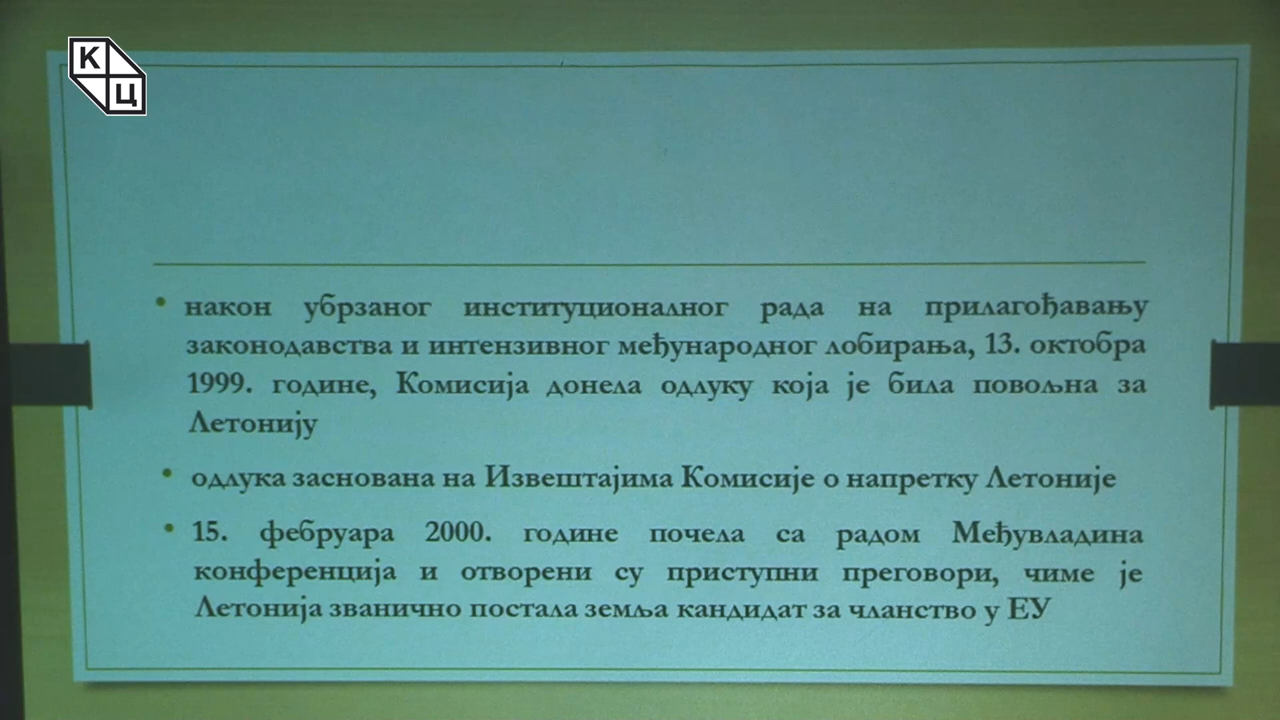 К
Ц
након убрзаног институционалног рада на прилагођавању
законодавства и интензивног међународног лобирања, 13. октобра
1999. године, Комисија донела одлуку која је била повољна за
Летонију
одлука заснована на Извештајима Комисије о напретку Летоније
15. фебруара 2000. године почела са радом Међувладина
конференција и отворени су приступни преговори, чиме је
Летонија званично постала земља кандидат за чланство у ЕУ